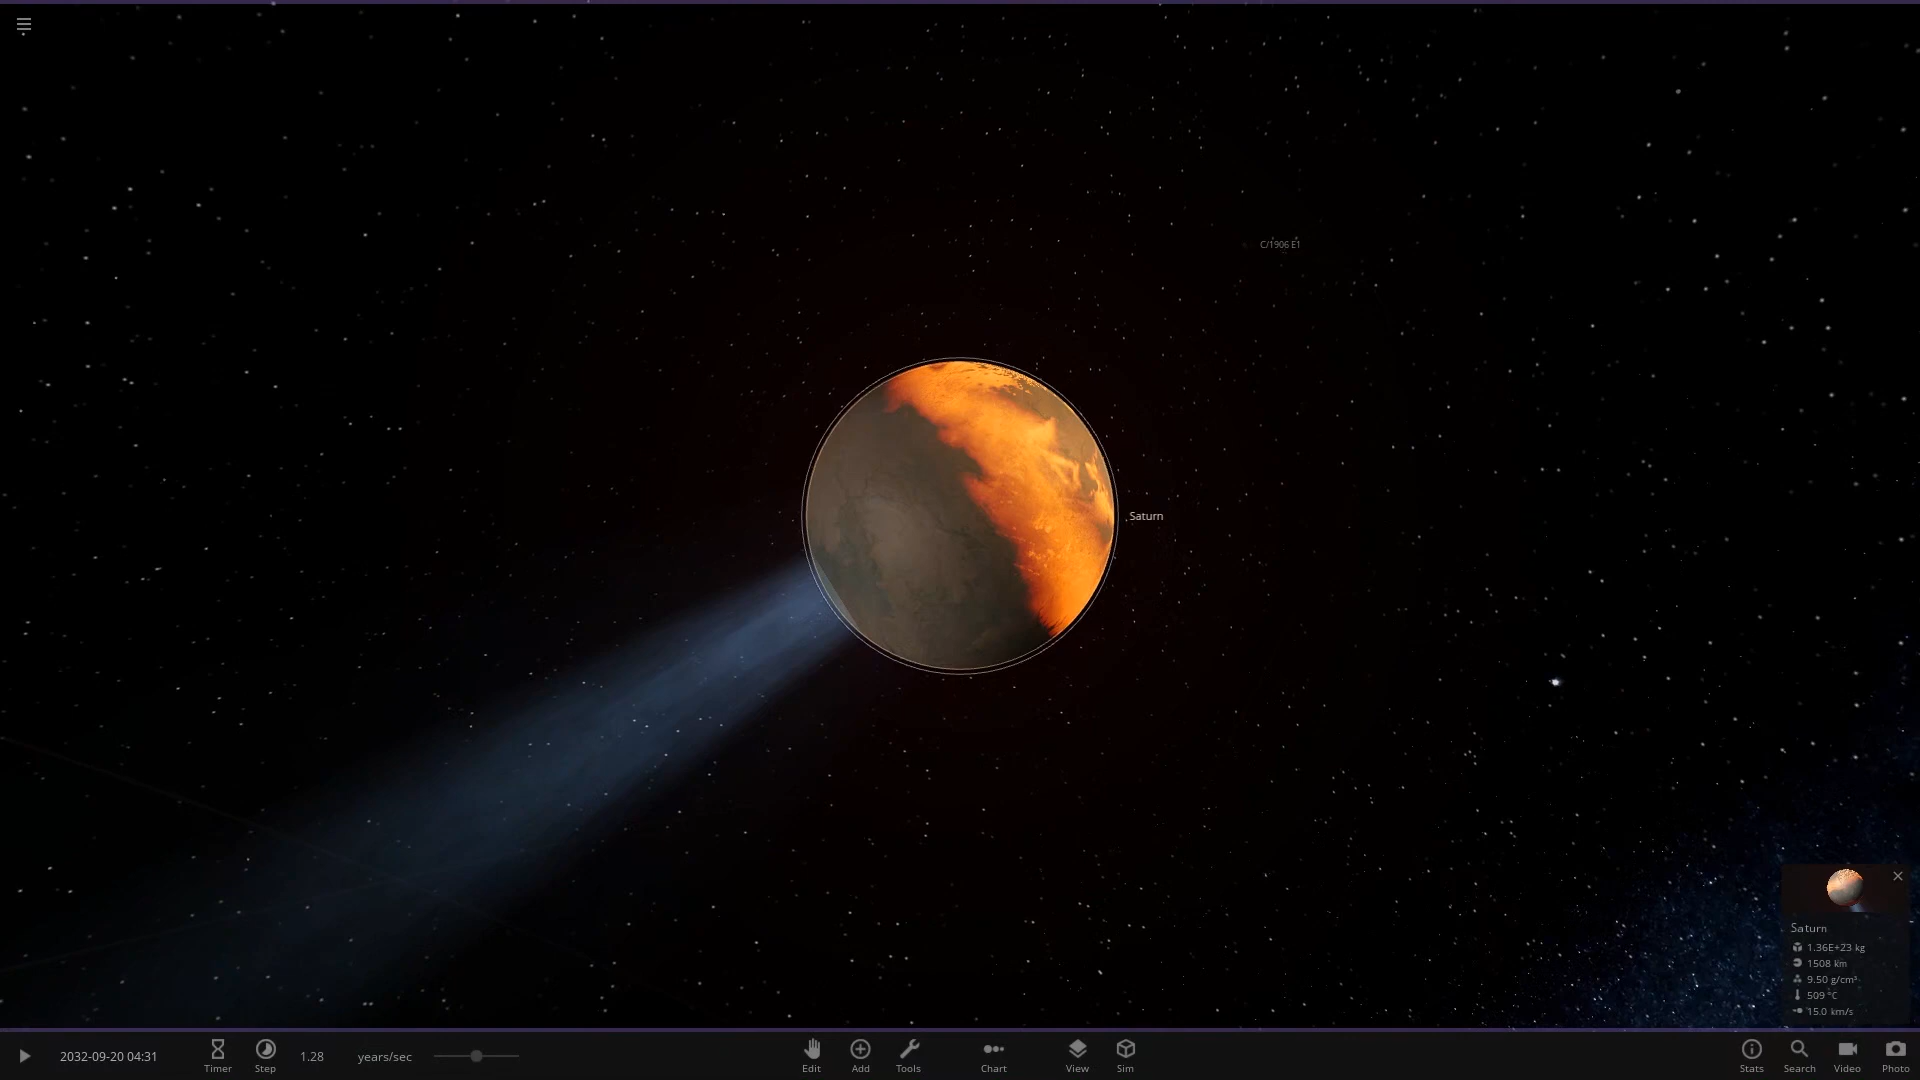 C/1906 E1
Saturn
Saturn
1.36E+23 kg
1508 km
9.50 g/cm³
509 °C
15.0 km/s
2032-09-20 04:31
Timer
Step
1.28
years/sec
Edit
Add
Tools
Chart
View
Sim
Stats
Search
Video
Photo